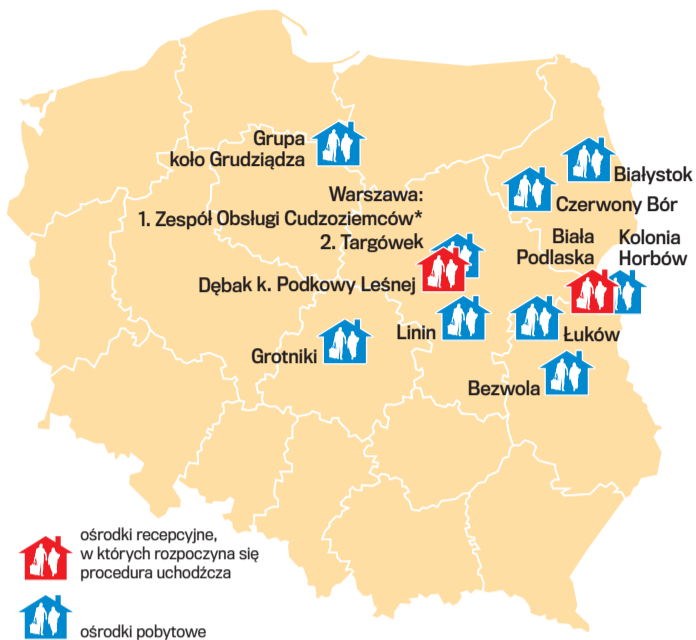 Grupa
koło Grudziądza
Białystok
Czerwony Bór
Warszawa:
1. Zespół Obsługi Cudzoziemców*
2. Targówek
Biała
Podlaska
Kolonia
Horbów
Dębak k. Podkowy Leśnej
Linin
Łuków
Grotniki
Bezwola
ośrodki recepcyjne,
w których rozpoczyna się
procedura uchodźcza
ośrodki pobytowe